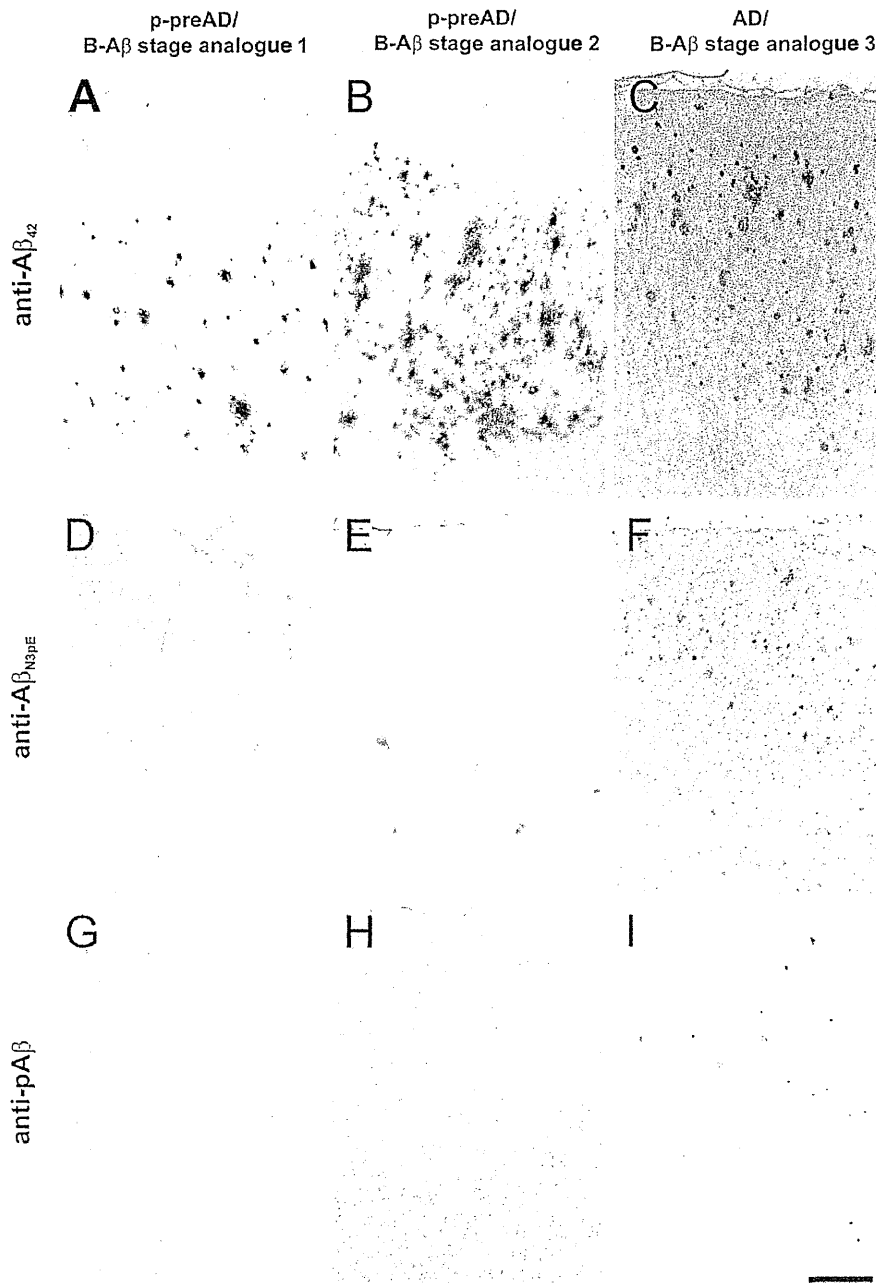 p-preAD/
B-Aβ stage analogue 1
p-preAD/
B-Aβ stage analogue 2
AD/
B-Aβ stage analogue 3
anti-Aβ42
A
B
C
anti-AβN3pE
D
E
F
anti-pAβ
G
H
I